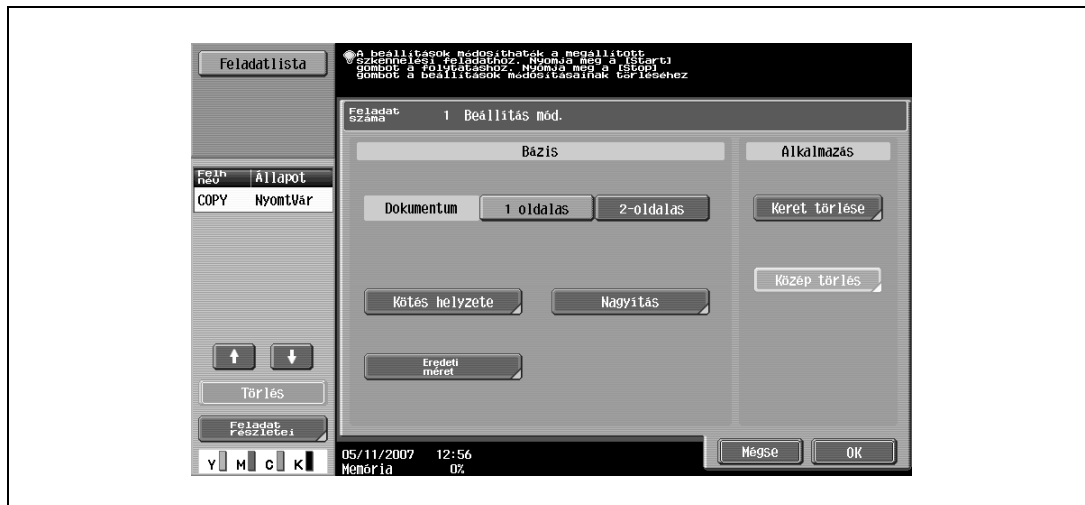 Feladatlista
A beállítások módosíthatók a megállított
szkennelési feladathoz. Nyomja meg a [Start]
gombot a folytatáshoz. Nyomja meg a [Stop]
gombot a beállítások módosításainak törléséhez
Feladat
száma 1 Beállítás mód.
Bázis Alkalmazás
Felh
név Állapot
COPY NyomtVár
Dokumentum 1 oldalas 2-oldalas Keret törlése
Közép törlés
Kötés helyzete Nagyítás
Eredeti
méret
Törlés
Feladat
részletei
Y M C K
05/11/2007 12:56
Memória 0%
Mégse OK